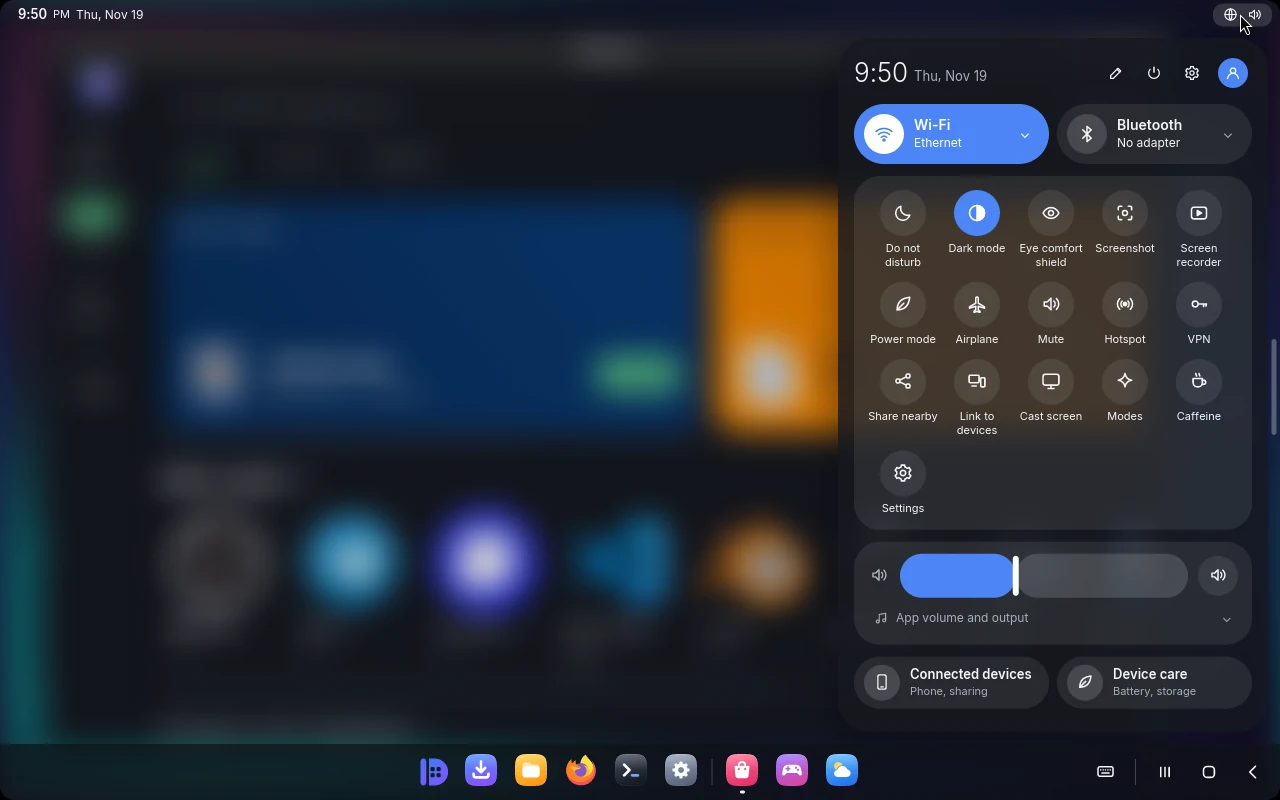 9:50 PM Thu, Nov 19
9:50 Thu, Nov 19
Wi-Fi
Ethernet
Bluetooth
No adapter
Do not disturb
Dark mode
Eye comfort shield
Screenshot
Screen recorder
Power mode
Airplane
Mute
Hotspot
VPN
Share nearby
Link to devices
Cast screen
Modes
Caffeine
Settings
App volume and output
Connected devices
Phone, sharing
Device care
Battery, storage